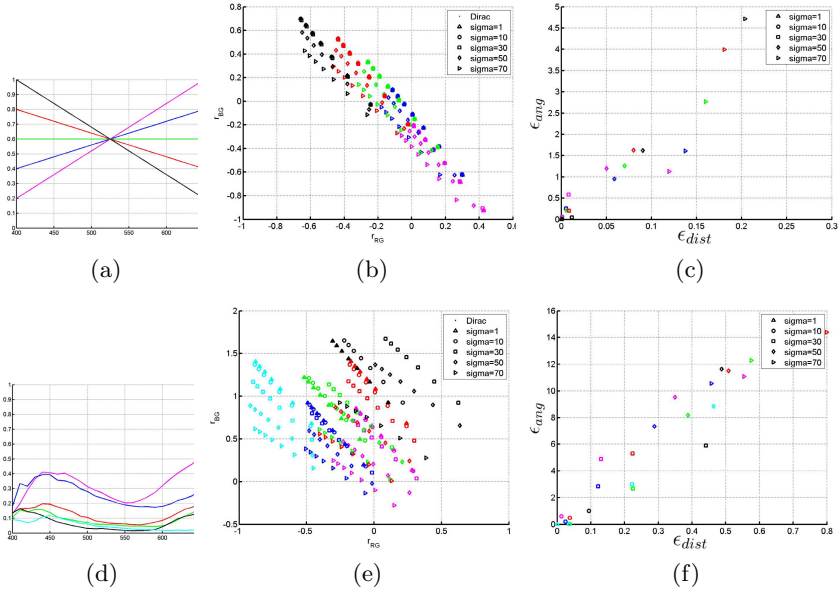 1
0.9
0.8
0.7
0.6
0.5
0.4
0.3
0.2
0.1
0
400 450 500 550 600
(a)
0.8
0.6
0.4
0.2
0
-0.2
-0.4
-0.6
-0.8
-1
-1 -0.8 -0.6 -0.4 -0.2 0 0.2 0.4 0.6
r_RG
r_BG
Dirac
sigma=1
sigma=10
sigma=30
sigma=50
sigma=70
(b)
5
4.5
4
3.5
3
2.5
2
1.5
1
0.5
0
0 0.05 0.1 0.15 0.2 0.25 0.3
ϵ_dist
ϵ_ang
sigma=1
sigma=10
sigma=30
sigma=50
sigma=70
(c)
1
0.9
0.8
0.7
0.6
0.5
0.4
0.3
0.2
0.1
0
400 450 500 550 600
(d)
2
1.5
1
0.5
0
-0.5
-1 -0.5 0 0.5 1
r_RG
r_BG
Dirac
sigma=1
sigma=10
sigma=30
sigma=50
sigma=70
(e)
16
14
12
10
8
6
4
2
0
0 0.1 0.2 0.3 0.4 0.5 0.6 0.7 0.8
ϵ_dist
ϵ_ang
sigma=1
sigma=10
sigma=30
sigma=50
sigma=70
(f)